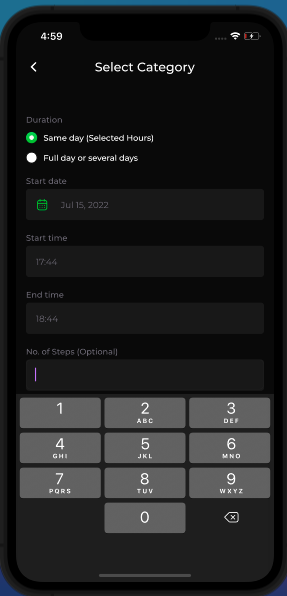 4:59
Select Category
Duration
Same day (Selected Hours)
Full day or several days
Start date
Jul 15, 2022
Start time
17:44
End time
18:44
No. of Steps (Optional)
1
2
ABC
3
DEF
4
GHI
5
JKL
6
MNO
7
PQRS
8
TUV
9
WXYZ
0